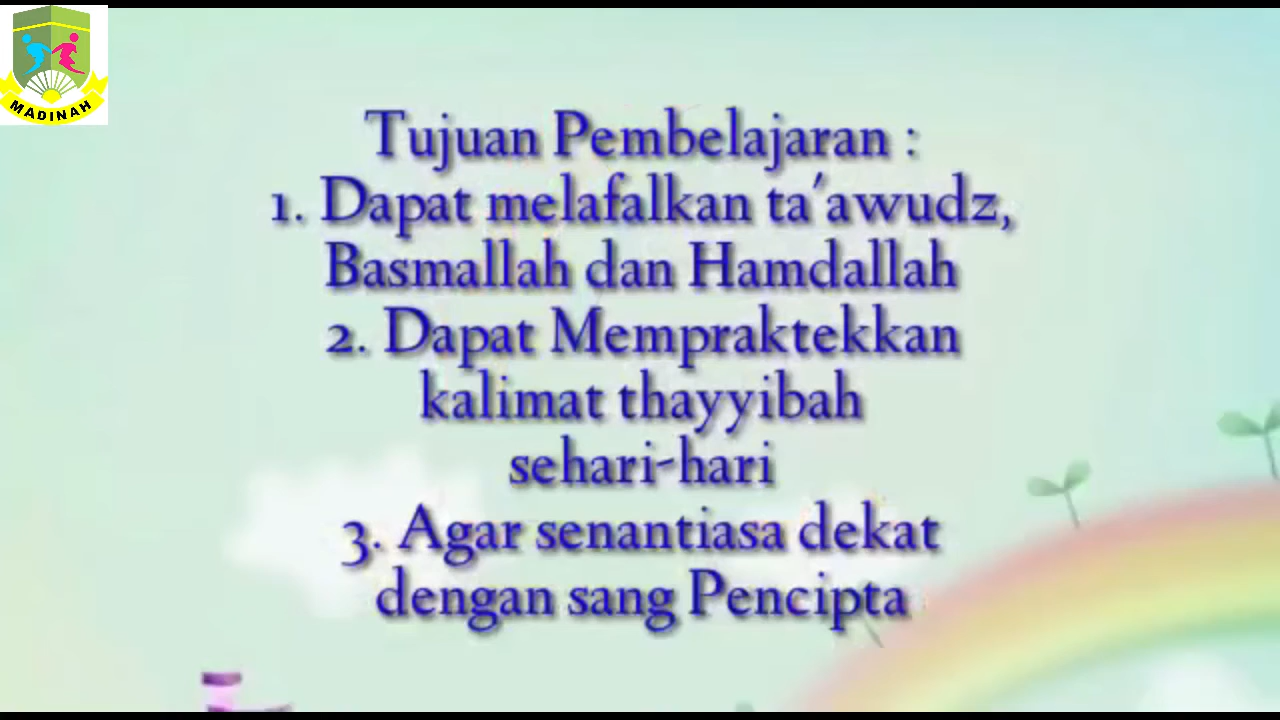 MADINAH
Tujuan Pembelajaran :
1. Dapat melafalkan ta'awudz,
Basmallah dan Hamdallah
2. Dapat Mempraktekkan
kalimat thayyibah
sehari-hari
3. Agar senantiasa dekat
dengan sang Pencipta